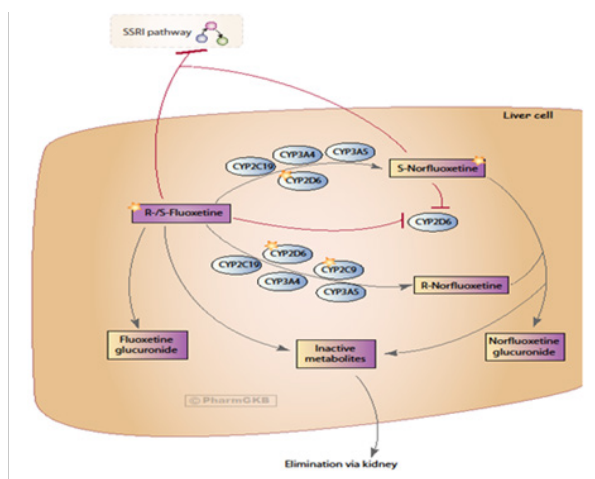 SSRI pathway
Liver cell
CYP3A4
CYP3A5
CYP2C19
CYP2D6
S-Norfluoxetine
R-/S-Fluoxetine
CYP2D6
CYP2D6
CYP2C19
CYP2C9
CYP3A4
CYP3A5
R-Norfluoxetine
Fluoxetine
glucuronide
Inactive
metabolites
Norfluoxetine
glucuronide
© PharmGKB
Elimination via kidney